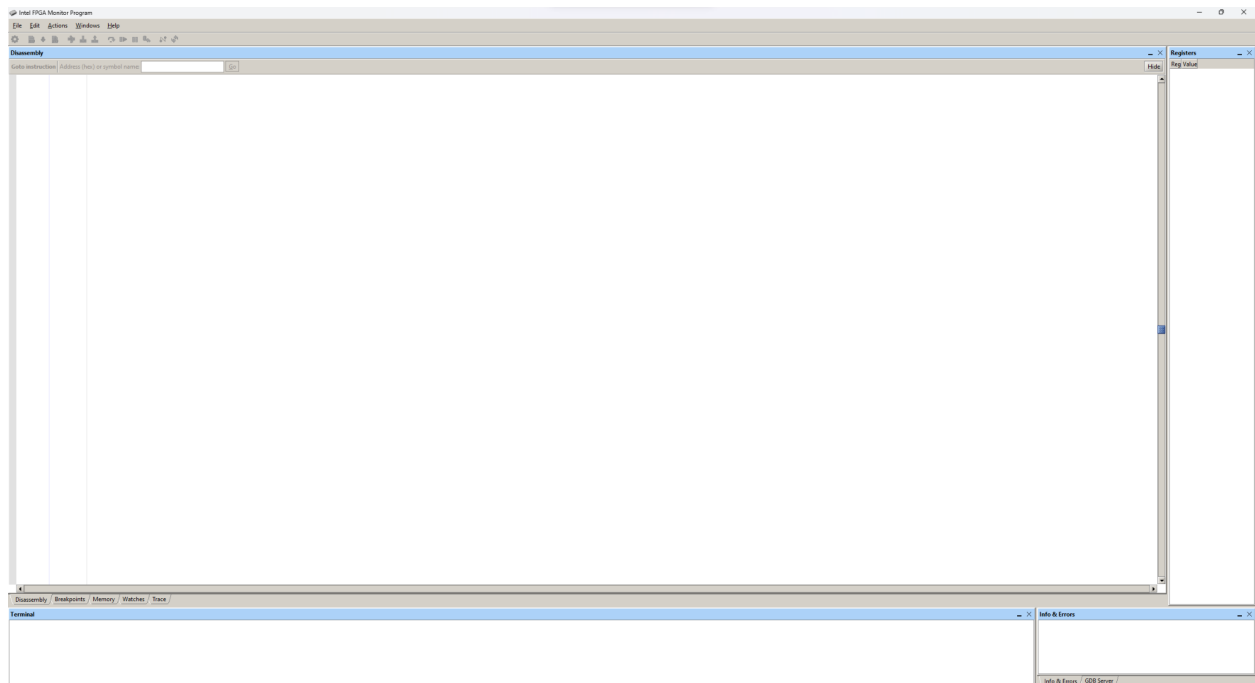 Intel FPGA Monitor Program
File Edit Actions Windows Help
Disassembly
Goto instruction Address (hex) or symbol name: Go Hide
Registers
Reg Value
Disassembly Breakpoints Memory Watches Trace
Terminal
Info & Errors
Info & Errors GDB Server